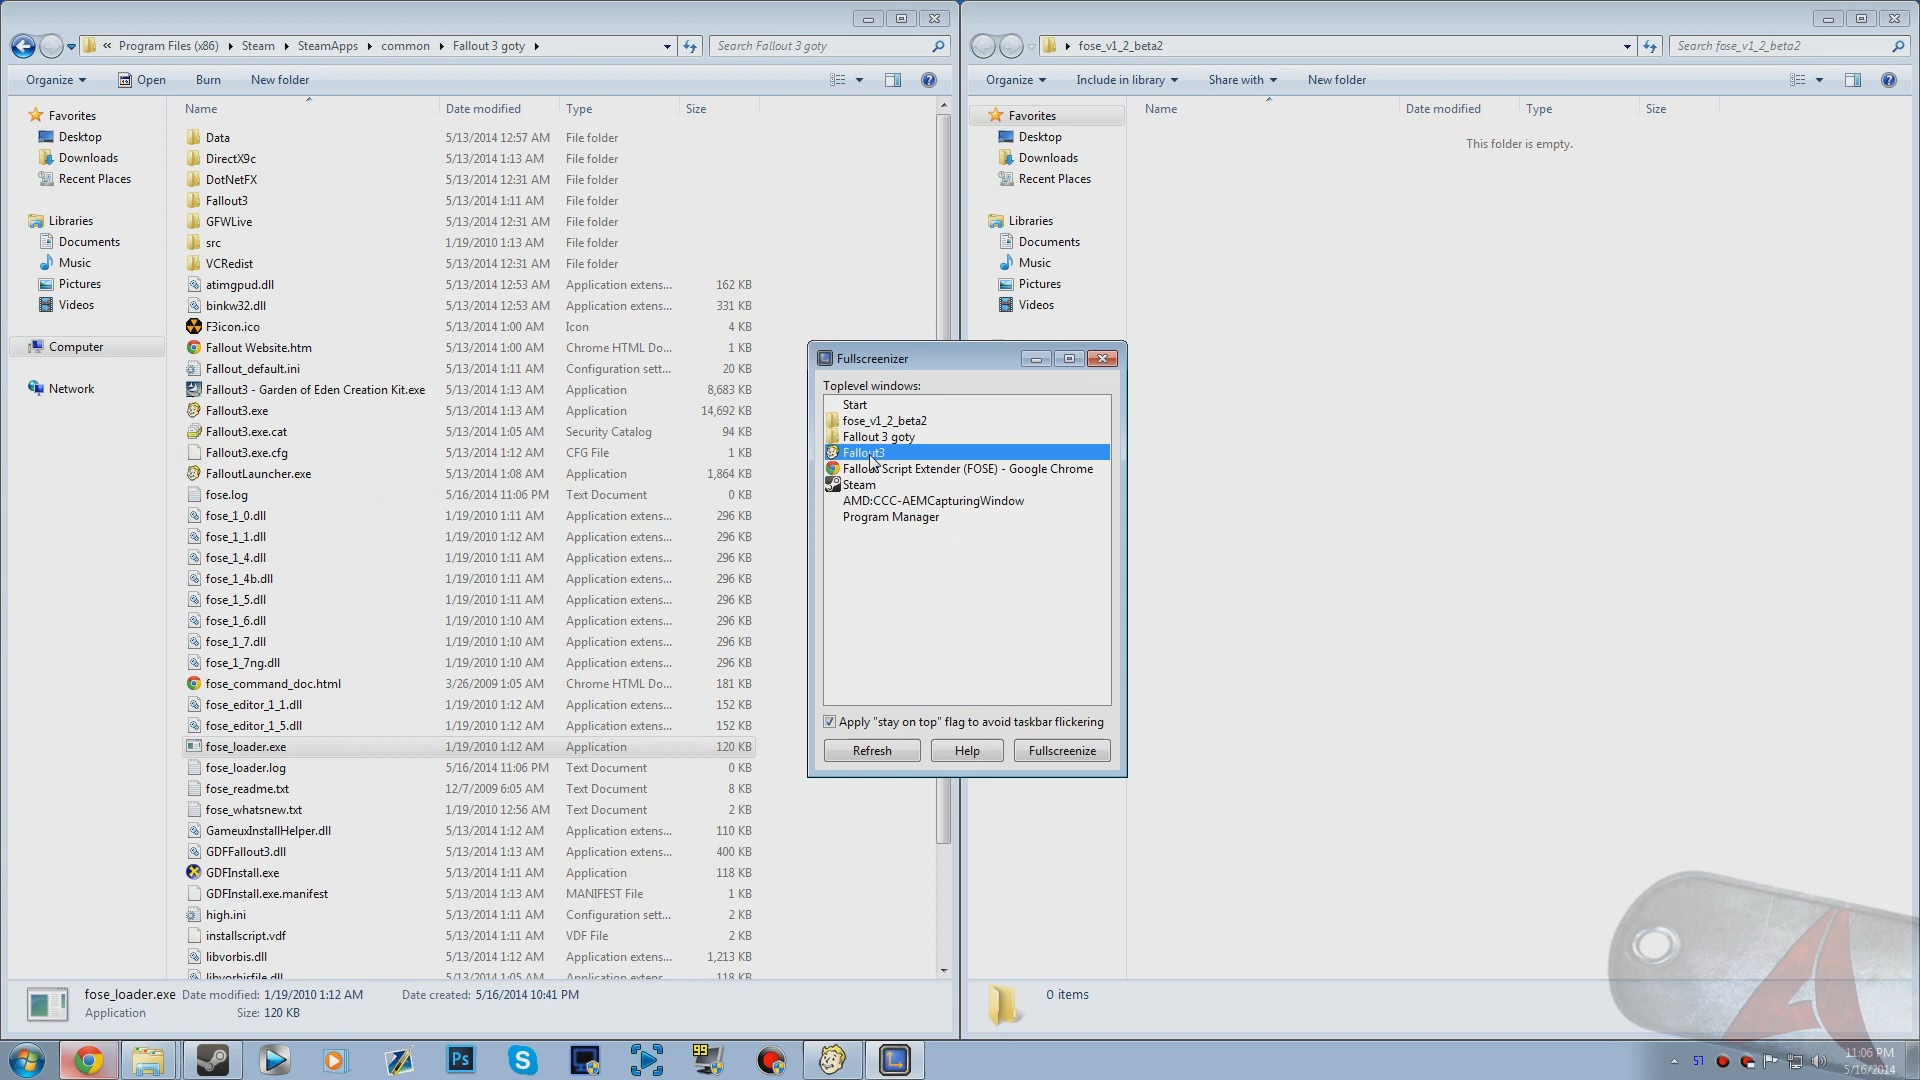 « Program Files (x86) ▸ Steam ▸ SteamApps ▸ common ▸ Fallout 3 goty ▸
Search Fallout 3 goty
Organize Open Burn New folder
Favorites
Desktop
Downloads
Recent Places
Libraries
Documents
Music
Pictures
Videos
Computer
Network
Name Date modified Type Size
Data 5/13/2014 12:57 AM File folder
DirectX9c 5/13/2014 1:13 AM File folder
DotNetFX 5/13/2014 12:31 AM File folder
Fallout3 5/13/2014 1:11 AM File folder
GFWLive 5/13/2014 12:31 AM File folder
src 1/19/2010 1:13 AM File folder
VCRedist 5/13/2014 12:31 AM File folder
atimgpud.dll 5/13/2014 12:53 AM Application extens... 162 KB
binkw32.dll 5/13/2014 12:53 AM Application extens... 331 KB
F3icon.ico 5/13/2014 1:00 AM Icon 4 KB
Fallout Website.htm 5/13/2014 1:00 AM Chrome HTML Do... 1 KB
Fallout_default.ini 5/13/2014 1:11 AM Configuration sett... 20 KB
Fallout3 - Garden of Eden Creation Kit.exe 5/13/2014 1:13 AM Application 8,683 KB
Fallout3.exe 5/13/2014 1:13 AM Application 14,692 KB
Fallout3.exe.cat 5/13/2014 1:05 AM Security Catalog 94 KB
Fallout3.exe.cfg 5/13/2014 1:11 AM CFG File 1 KB
FalloutLauncher.exe 5/13/2014 1:08 AM Application 1,864 KB
fose.log 5/16/2014 11:06 PM Text Document 0 KB
fose_1_0.dll 1/19/2010 1:11 AM Application extens... 296 KB
fose_1_1.dll 1/19/2010 1:12 AM Application extens... 296 KB
fose_1_4.dll 1/19/2010 1:11 AM Application extens... 296 KB
fose_1_4b.dll 1/19/2010 1:11 AM Application extens... 296 KB
fose_1_5.dll 1/19/2010 1:11 AM Application extens... 296 KB
fose_1_6.dll 1/19/2010 1:10 AM Application extens... 296 KB
fose_1_7.dll 1/19/2010 1:10 AM Application extens... 296 KB
fose_1_7ng.dll 1/19/2010 1:10 AM Application extens... 296 KB
fose_command_doc.html 3/26/2009 1:05 AM Chrome HTML Do... 181 KB
fose_editor_1_1.dll 1/19/2010 1:12 AM Application extens... 152 KB
fose_editor_1_5.dll 1/19/2010 1:12 AM Application extens... 152 KB
fose_loader.exe 1/19/2010 1:12 AM Application 120 KB
fose_loader.log 5/16/2014 11:06 PM Text Document 0 KB
fose_readme.txt 12/7/2009 6:05 AM Text Document 8 KB
fose_whatsnew.txt 1/19/2010 12:56 AM Text Document 2 KB
GameuxInstallHelper.dll 5/13/2014 1:12 AM Application extens... 110 KB
GDFFallout3.dll 5/13/2014 1:13 AM Application extens... 400 KB
GDFInstall.exe 5/13/2014 1:11 AM Application 118 KB
GDFInstall.exe.manifest 5/13/2014 1:13 AM MANIFEST File 1 KB
high.ini 5/13/2014 1:11 AM Configuration sett... 2 KB
installscript.vdf 5/13/2014 1:11 AM VDF File 2 KB
libvorbis.dll 5/13/2014 1:12 AM Application extens... 1,213 KB
libvorbisfile.dll 5/13/2014 1:05 AM Application extens... 118 KB
fose_loader.exe Date modified: 1/19/2010 1:12 AM Date created: 5/16/2014 10:41 PM
Application Size: 120 KB
▸ fose_v1_2_beta2
Search fose_v1_2_beta2
Organize Include in library Share with New folder
Favorites
Desktop
Downloads
Recent Places
Libraries
Documents
Music
Pictures
Videos
Name Date modified Type Size
This folder is empty.
0 items
Fullscreenizer
Toplevel windows:
Start
fose_v1_2_beta2
Fallout 3 goty
Fallout3
Fallout Script Extender (FOSE) - Google Chrome
Steam
AMD:CCC-AEMCapturingWindow
Program Manager
Apply "stay on top" flag to avoid taskbar flickering
Refresh Help Fullscreenize
Ps
99
57
11:06 PM
5/16/2014